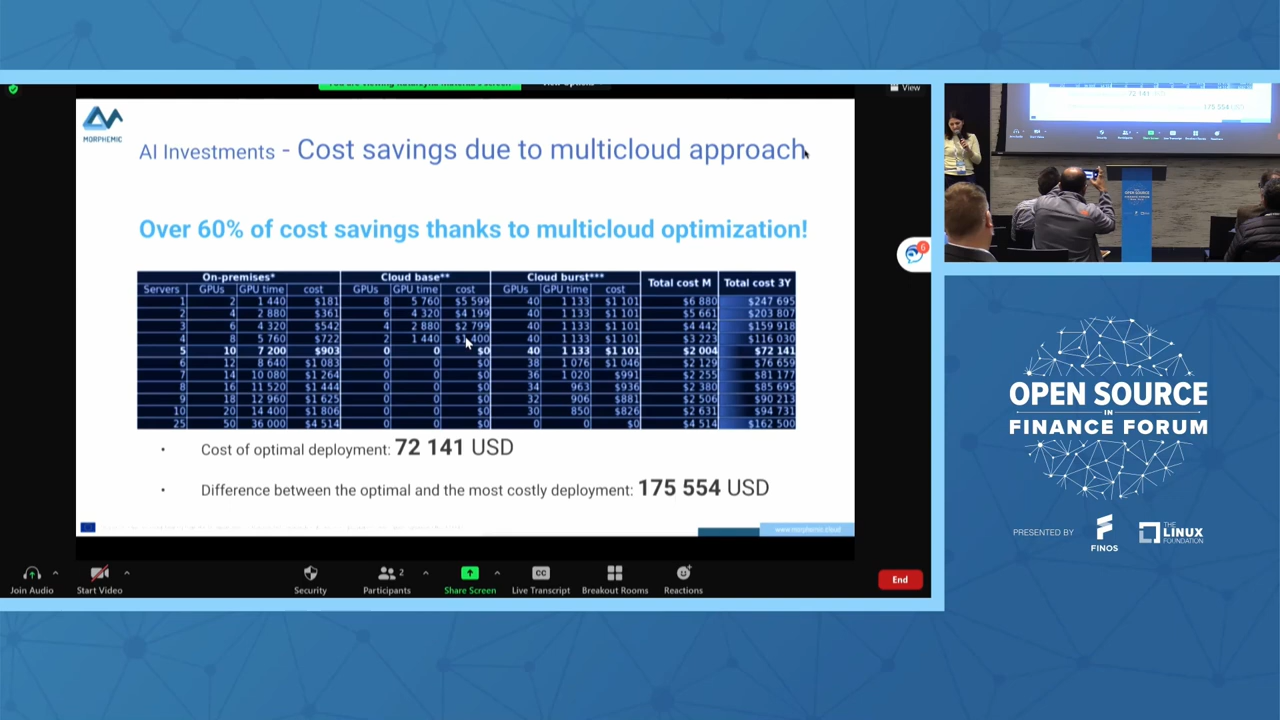 View
MORPHEMIC
AI Investments - Cost savings due to multicloud approach
Over 60% of cost savings thanks to multicloud optimization!
On-premises* Cloud base** Cloud burst*** Total cost M Total cost 3Y
Servers GPUs GPU time cost GPUs GPU time cost GPUs GPU time cost
1 2 1 440 $181 8 5 760 $5 599 40 1 133 $1 101 $6 880 $247 695
2 4 2 880 $361 6 4 320 $4 199 40 1 133 $1 101 $5 661 $203 807
3 6 4 320 $542 4 2 880 $2 799 40 1 133 $1 101 $4 442 $159 918
4 8 5 760 $722 2 1 440 $1 400 40 1 133 $1 101 $3 223 $116 030
5 10 7 200 $903 0 0 $0 40 1 133 $1 101 $2 004 $72 141
6 12 8 640 $1 083 0 0 $0 38 1 076 $1 046 $2 129 $76 659
7 14 10 080 $1 264 0 0 $0 36 1 020 $991 $2 255 $81 177
8 16 11 520 $1 444 0 0 $0 34 963 $936 $2 380 $85 695
9 18 12 960 $1 625 0 0 $0 32 906 $881 $2 506 $90 213
10 20 14 400 $1 806 0 0 $0 30 850 $826 $2 631 $94 731
25 50 36 000 $4 514 0 0 $0 0 0 $0 $4 514 $162 500
• Cost of optimal deployment: 72 141 USD
• Difference between the optimal and the most costly deployment: 175 554 USD
www.morphemic.cloud
6
Join Audio
Start Video
Security
2
Participants
Share Screen
CC
Live Transcript
Breakout Rooms
Reactions
End
72 141
175 554 USD
OPEN SOURCE
IN
FINANCE FORUM
PRESENTED BY
FINOS
THE
LINUX
FOUNDATION